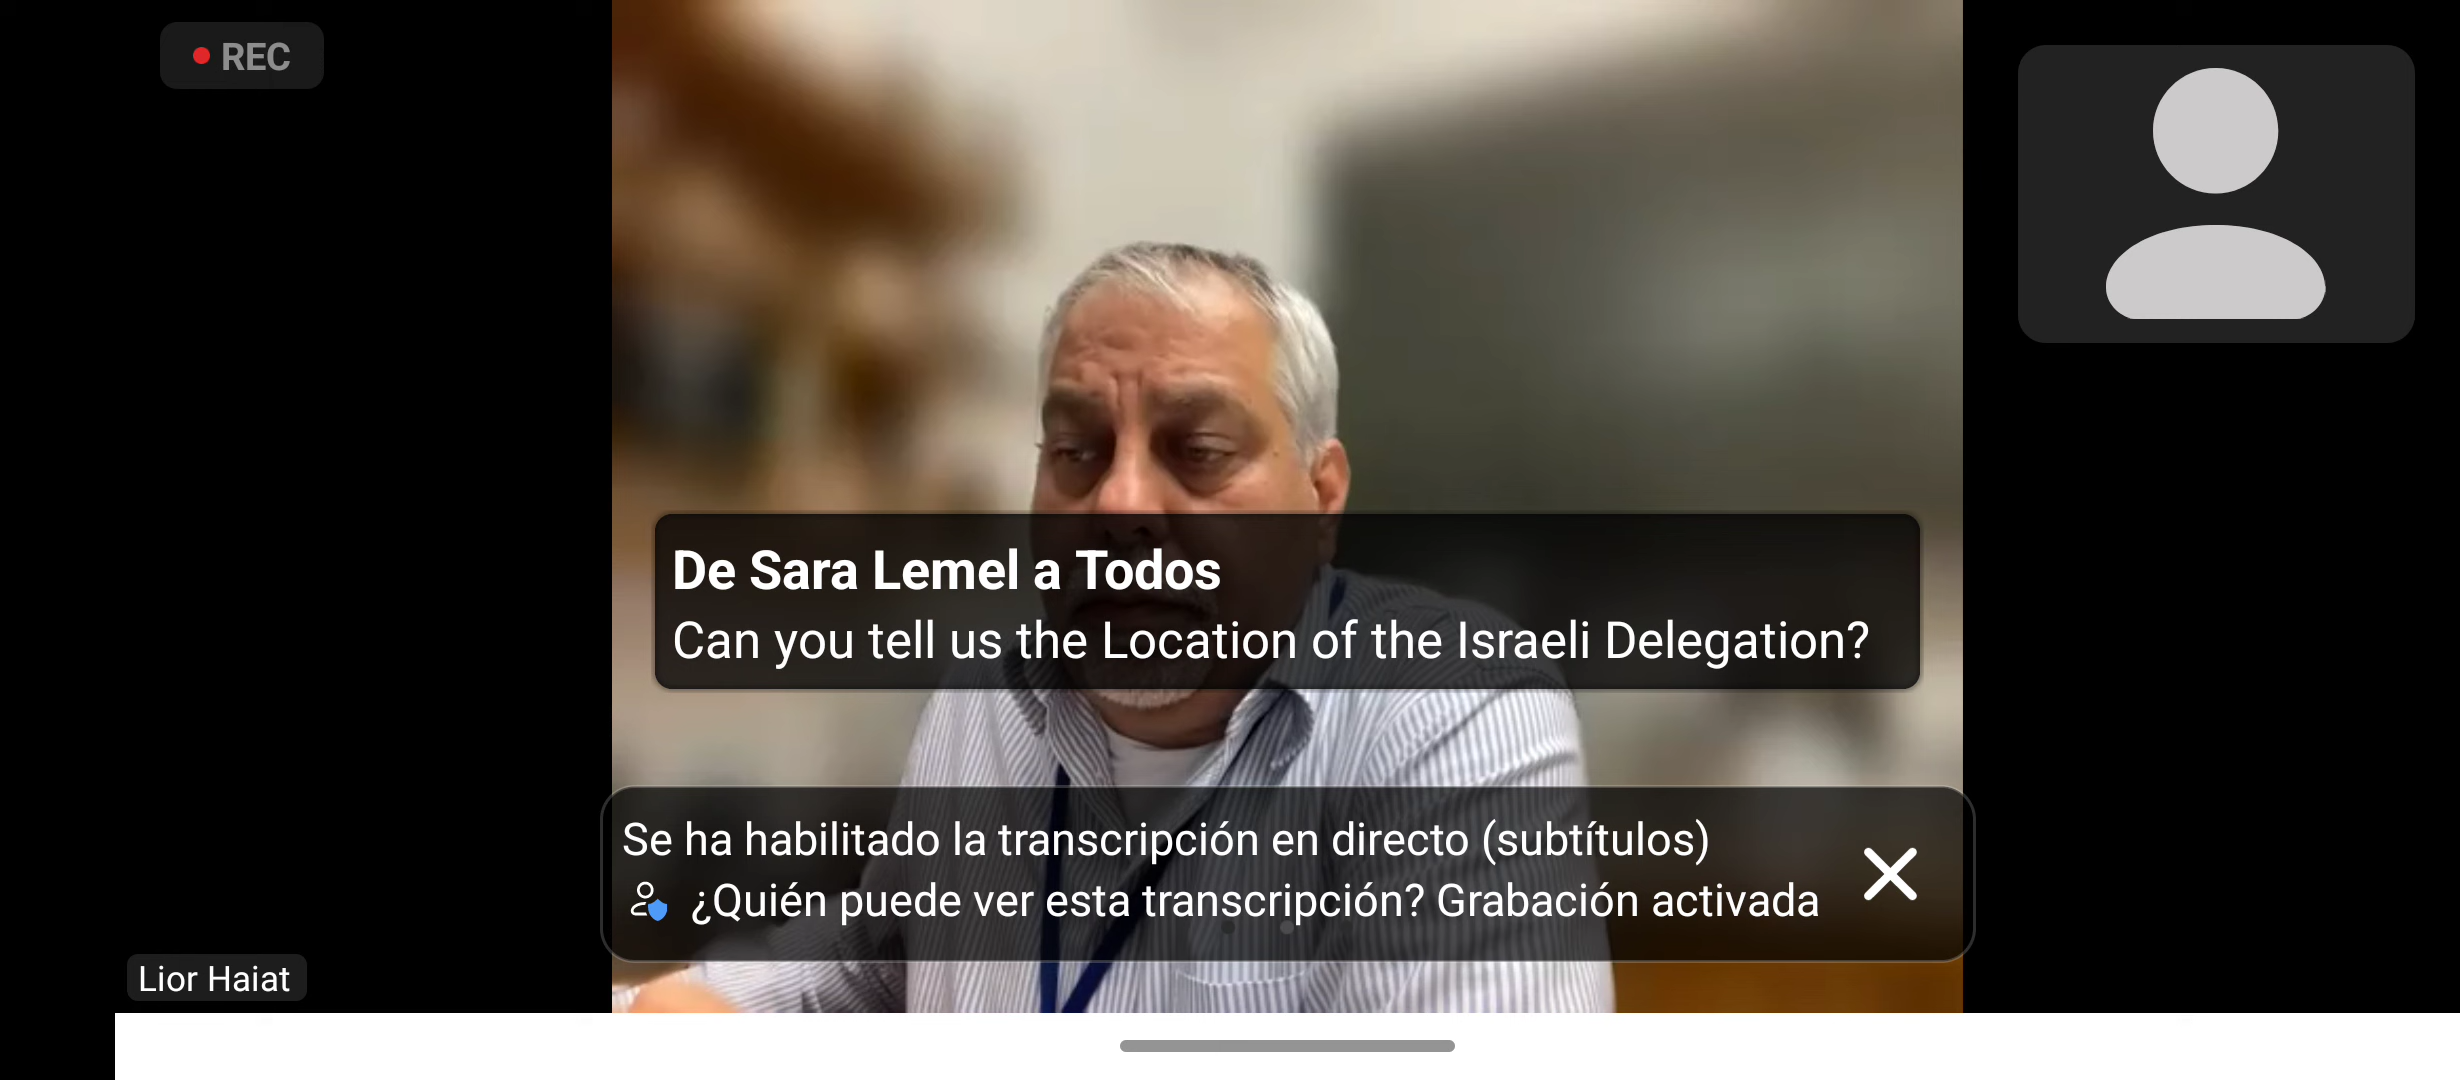 REC
De Sara Lemel a Todos
Can you tell us the Location of the Israeli Delegation?
Se ha habilitado la transcripción en directo (subtítulos)
¿Quién puede ver esta transcripción? Grabación activada
Lior Haiat